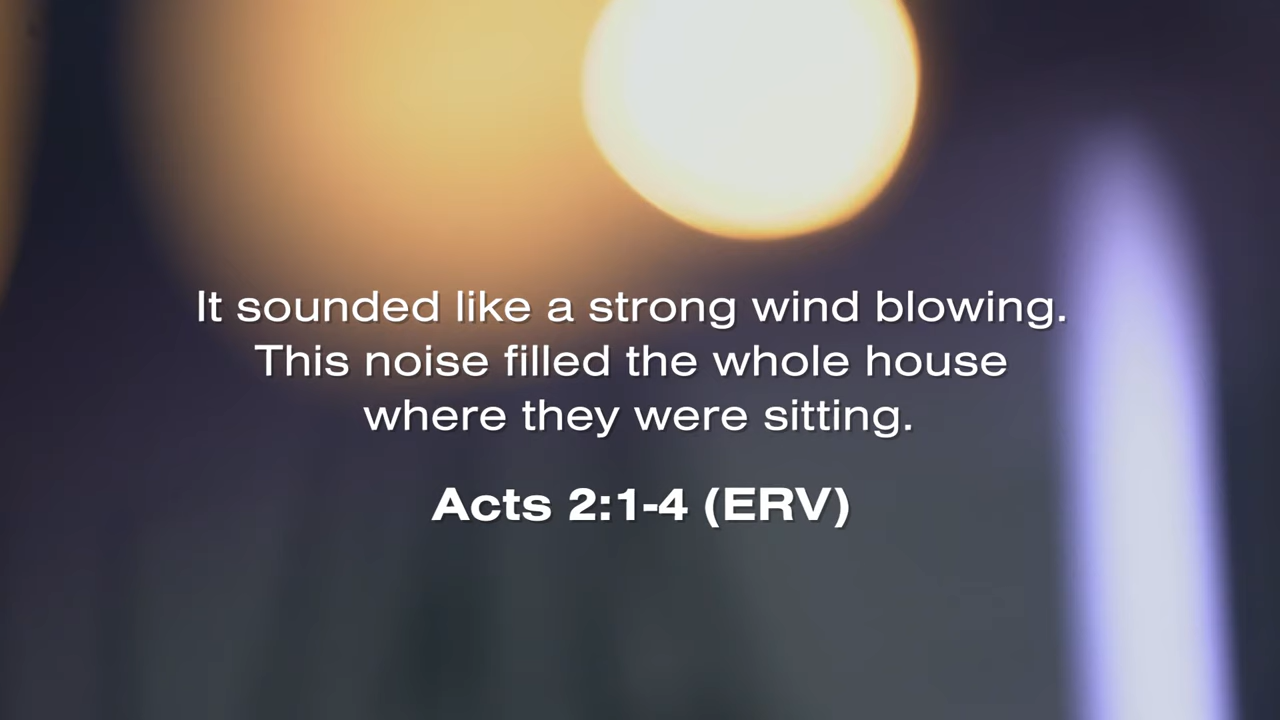 It sounded like a strong wind blowing.
This noise filled the whole house
where they were sitting.
Acts 2:1-4 (ERV)